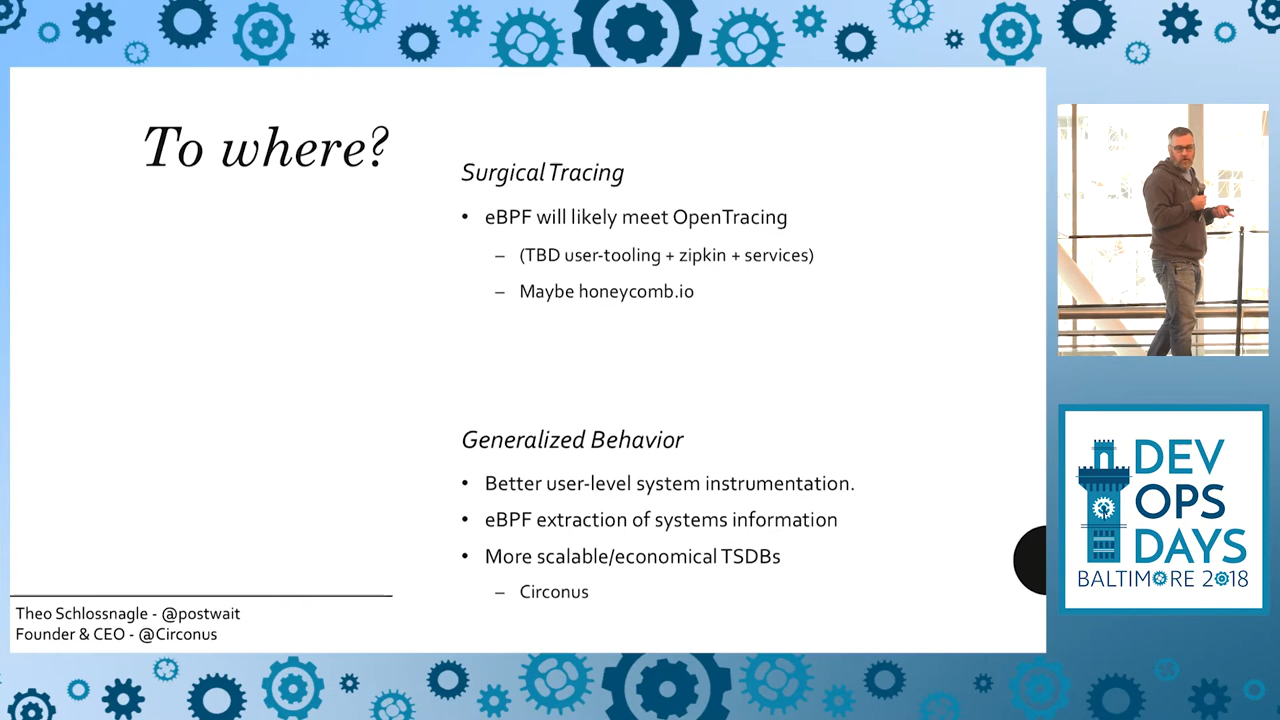 To where?
Surgical Tracing
• eBPF will likely meet OpenTracing
– (TBD user-tooling + zipkin + services)
– Maybe honeycomb.io
Generalized Behavior
• Better user-level system instrumentation.
• eBPF extraction of systems information
• More scalable/economical TSDBs
– Circonus
Theo Schlossnagle - @postwait
Founder & CEO - @Circonus
DEV
OPS
DAYS
BALTIMORE 2018